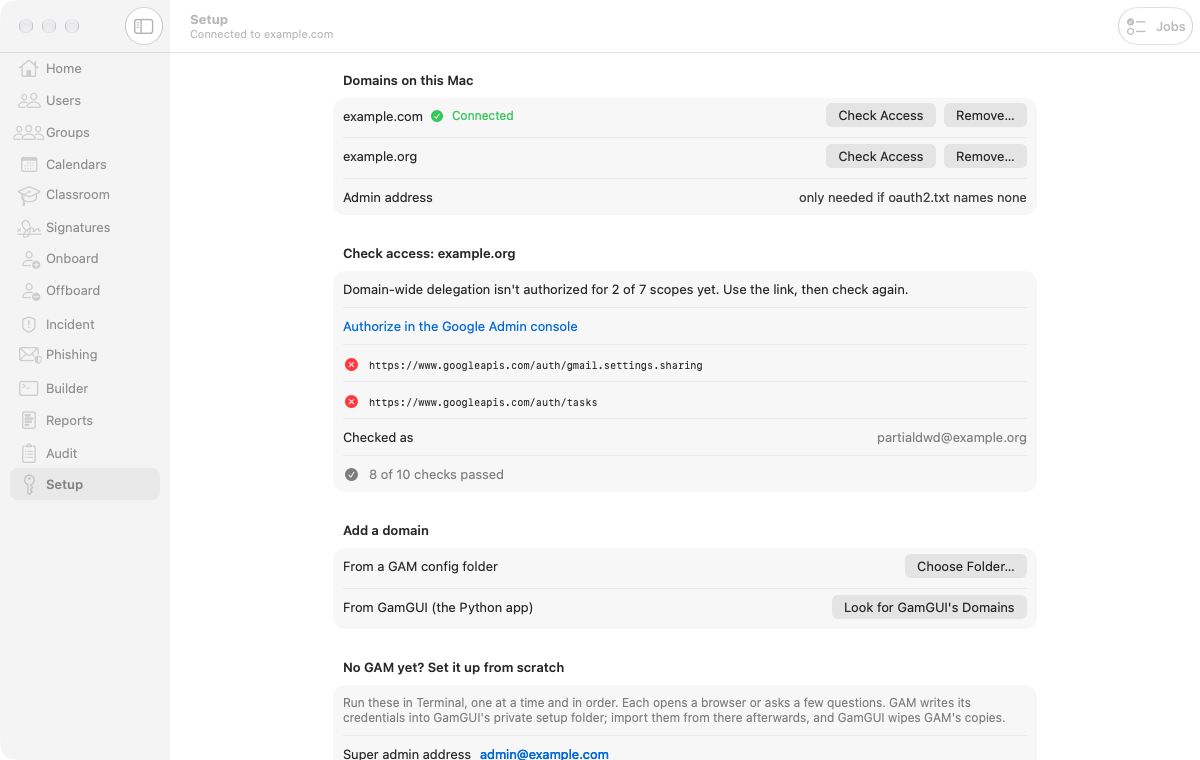 Setup
Connected to example.com
Jobs
Home
Users
Groups
Calendars
Classroom
Signatures
Onboard
Offboard
Incident
Phishing
Builder
Reports
Audit
Setup
Domains on this Mac
example.com Connected Check Access Remove...
example.org Check Access Remove...
Admin address only needed if oauth2.txt names none
Check access: example.org
Domain-wide delegation isn't authorized for 2 of 7 scopes yet. Use the link, then check again.
Authorize in the Google Admin console
https://www.googleapis.com/auth/gmail.settings.sharing
https://www.googleapis.com/auth/tasks
Checked as partialdwd@example.org
8 of 10 checks passed
Add a domain
From a GAM config folder Choose Folder...
From GamGUI (the Python app) Look for GamGUI's Domains
No GAM yet? Set it up from scratch
Run these in Terminal, one at a time and in order. Each opens a browser or asks a few questions. GAM writes its
credentials into GamGUI's private setup folder; import them from there afterwards, and GamGUI wipes GAM's copies.
Super admin address admin@example.com